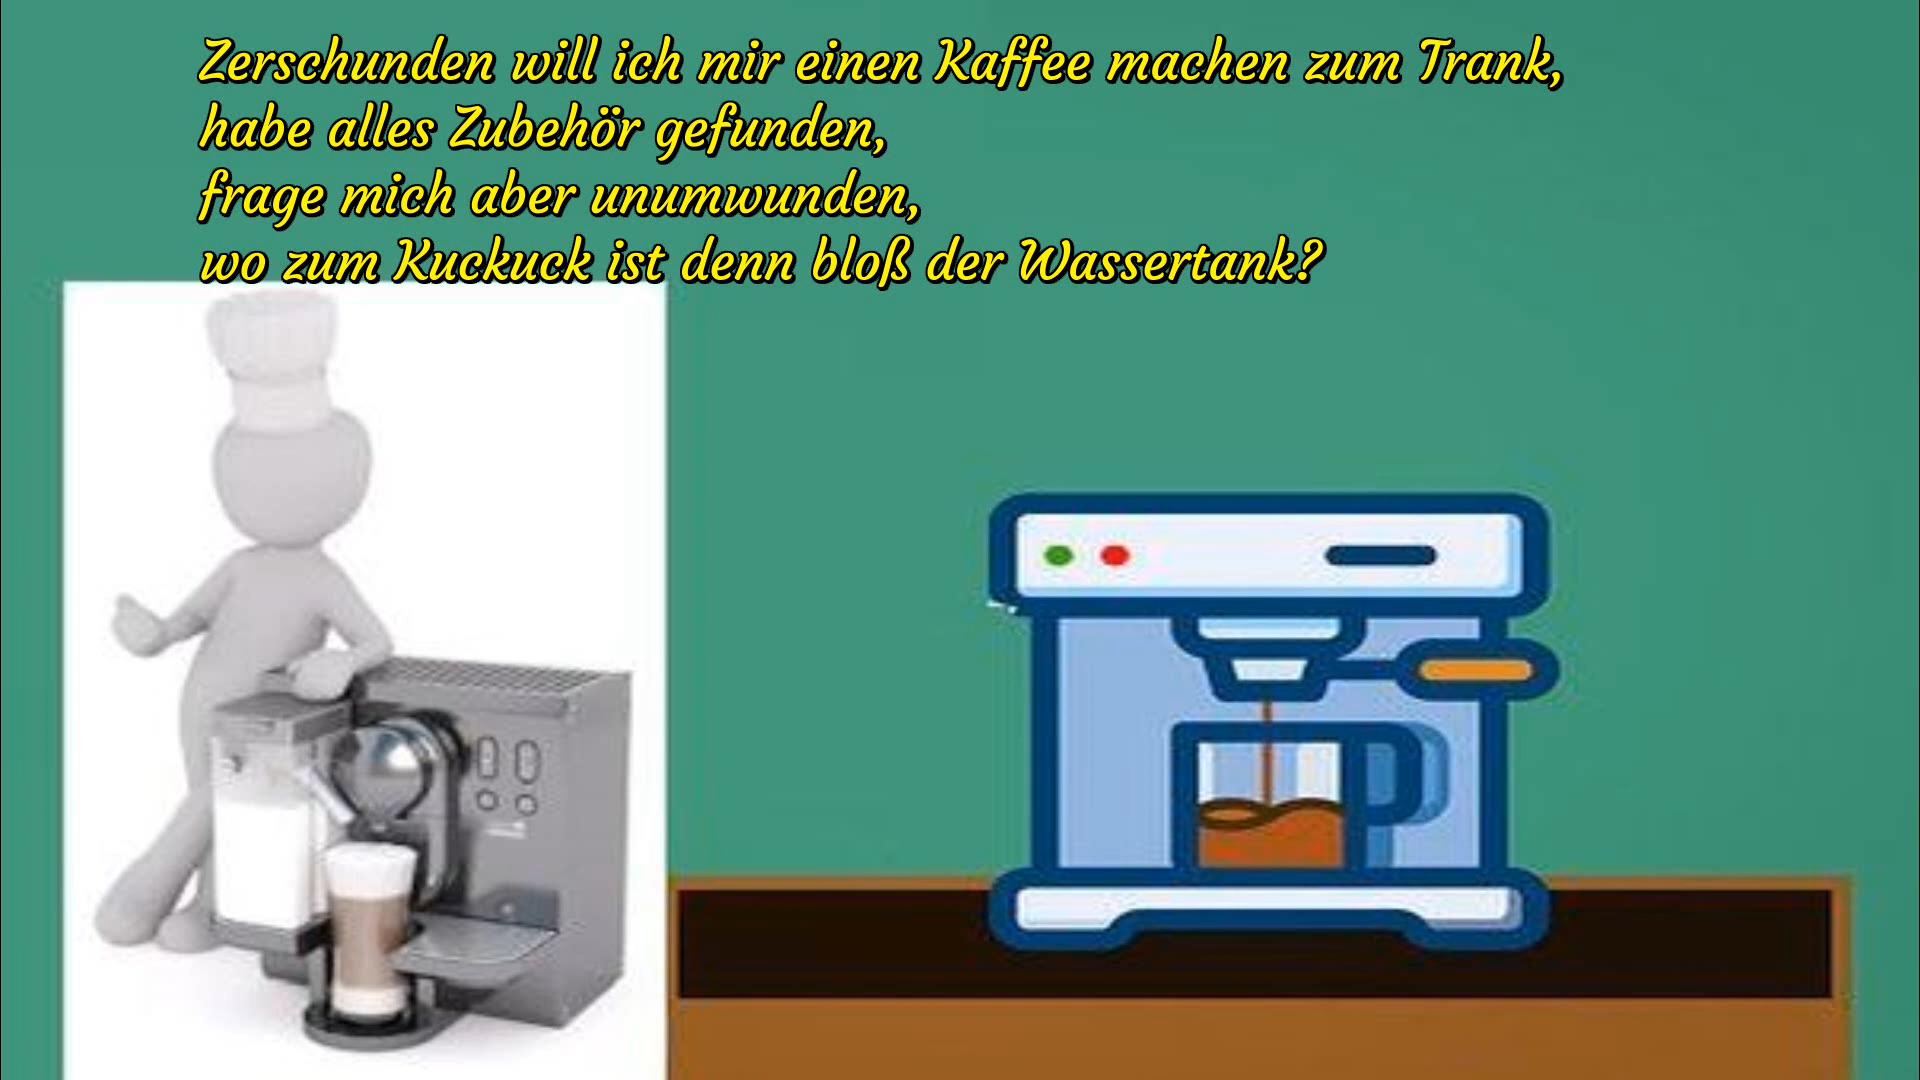 Zerschunden will ich mir einen Kaffee machen zum Trank,
habe alles Zubehör gefunden,
frage mich aber unumwunden,
wo zum Kuckuck ist denn bloß der Wassertank?